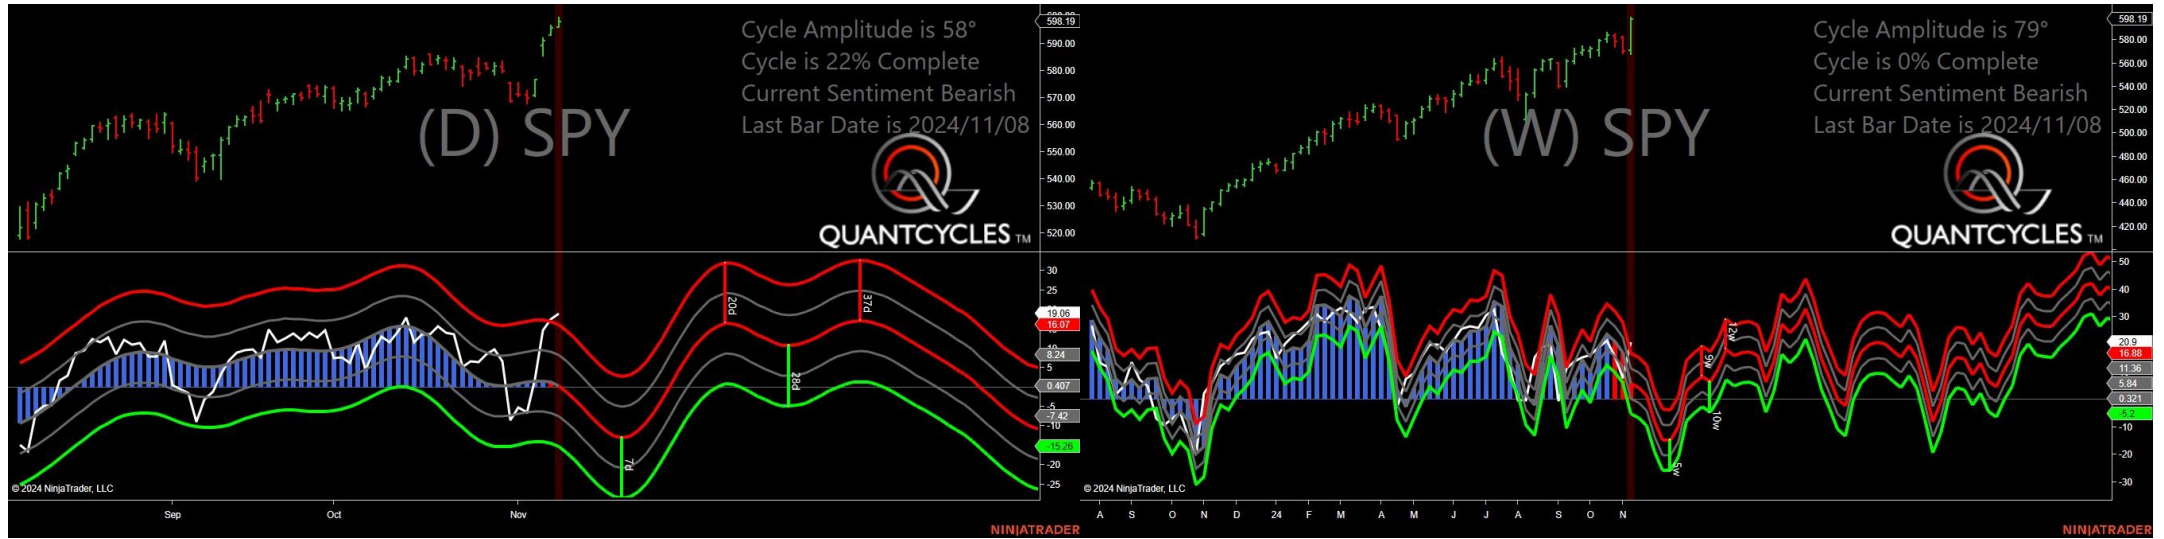 Cycle Amplitude is 58°
Cycle is 22% Complete
Current Sentiment Bearish
Last Bar Date is 2024/11/08
(D) SPY
QUANTCYCLES TM
598.19
590.00
580.00
570.00
560.00
550.00
540.00
530.00
520.00
30
25
19.06
16.07
8.24
5
0.407
-5
-7.42
-10
-15.26
-20
-25
20d
37d
28d
7d
© 2024 NinjaTrader, LLC
Sep
Oct
Nov
NINJATRADER
Cycle Amplitude is 79°
Cycle is 0% Complete
Current Sentiment Bearish
Last Bar Date is 2024/11/08
(W) SPY
QUANTCYCLES TM
598.19
580.00
560.00
540.00
520.00
500.00
480.00
460.00
440.00
420.00
50
40
30
20.9
16.88
11.36
5.84
0.321
-5.2
-10
-20
-30
12w
9w
10w
5w
© 2024 NinjaTrader, LLC
A S O N D 24 F M A M J J A S O N
NINJATRADER